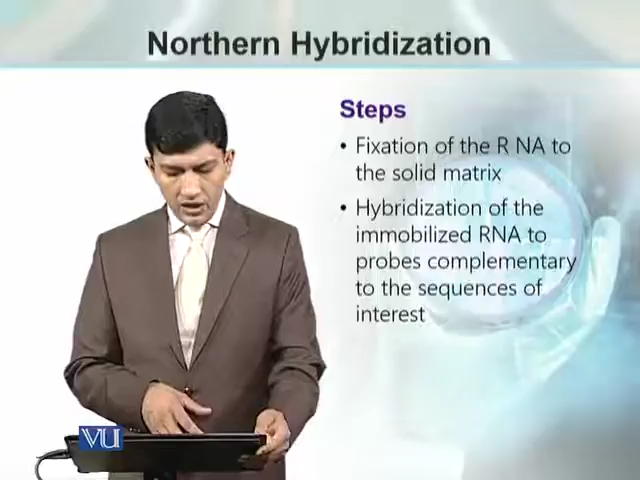 Northern Hybridization
Steps
• Fixation of the R NA to
the solid matrix
• Hybridization of the
immobilized RNA to
probes complementary
to the sequences of
interest
VU